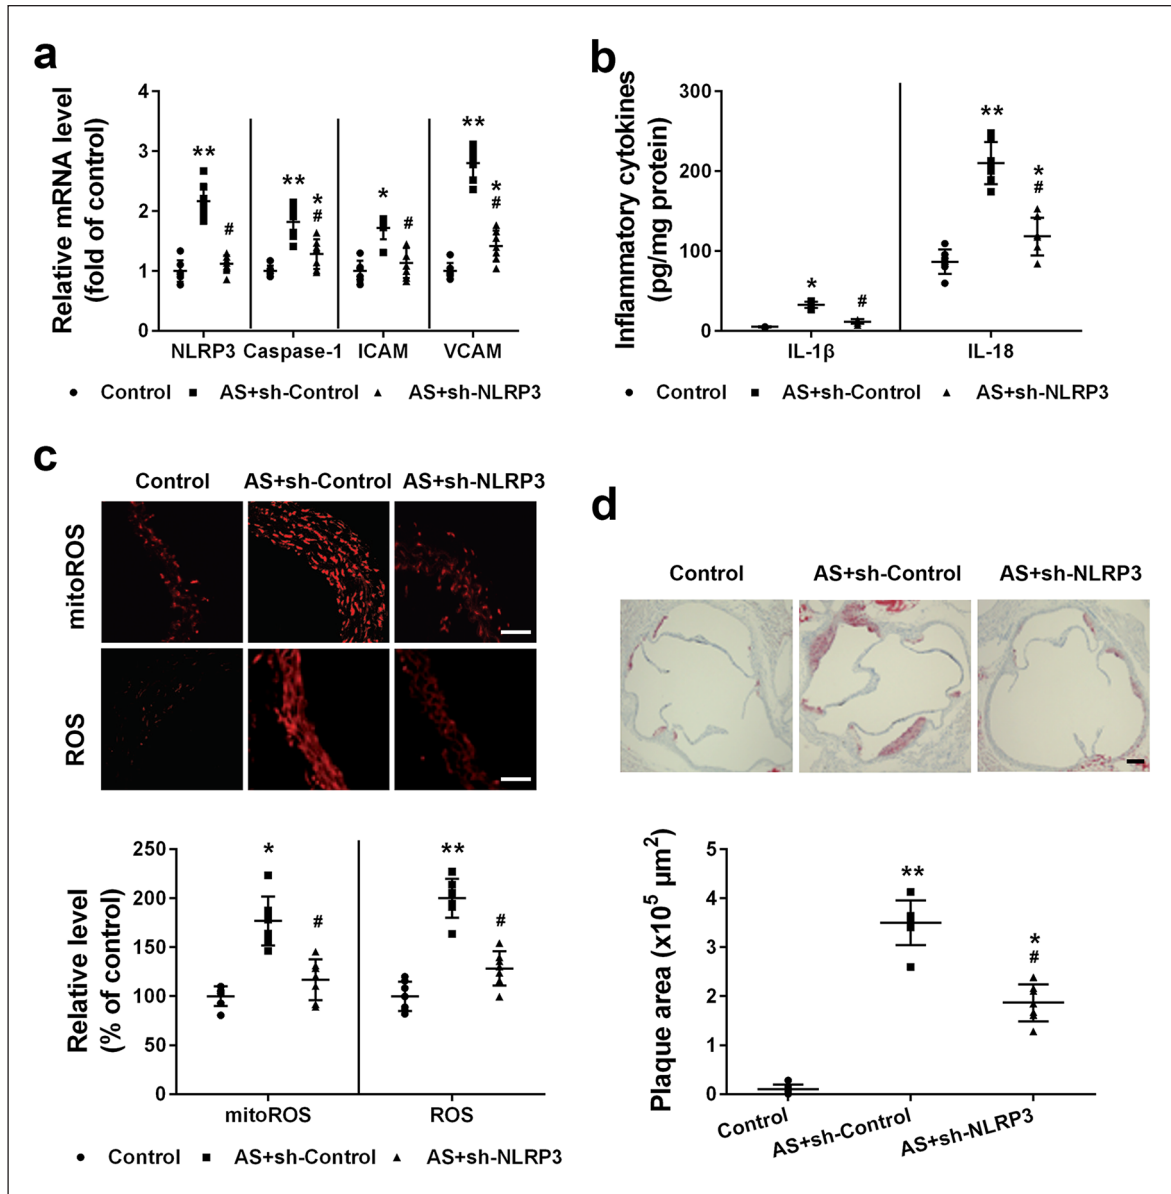 a
Relative mRNA level
(fold of control)
4
3
2
1
0
**
#
**
*
#
*
#
**
*
#
NLRP3 Caspase-1 ICAM VCAM
● Control ■ AS+sh-Control ▲ AS+sh-NLRP3
b
Inflammatory cytokines
(pg/mg protein)
300
200
100
0
*
#
**
*
#
IL-1β IL-18
● Control ■ AS+sh-Control ▲ AS+sh-NLRP3
c
Control AS+sh-Control AS+sh-NLRP3
mitoROS
ROS
Relative level
(% of control)
250
200
150
100
50
0
*
#
**
#
mitoROS ROS
● Control ■ AS+sh-Control ▲ AS+sh-NLRP3
d
Control AS+sh-Control AS+sh-NLRP3
Plaque area (x10⁵ µm²)
5
4
3
2
1
0
**
*
#
Control
AS+sh-Control
AS+sh-NLRP3